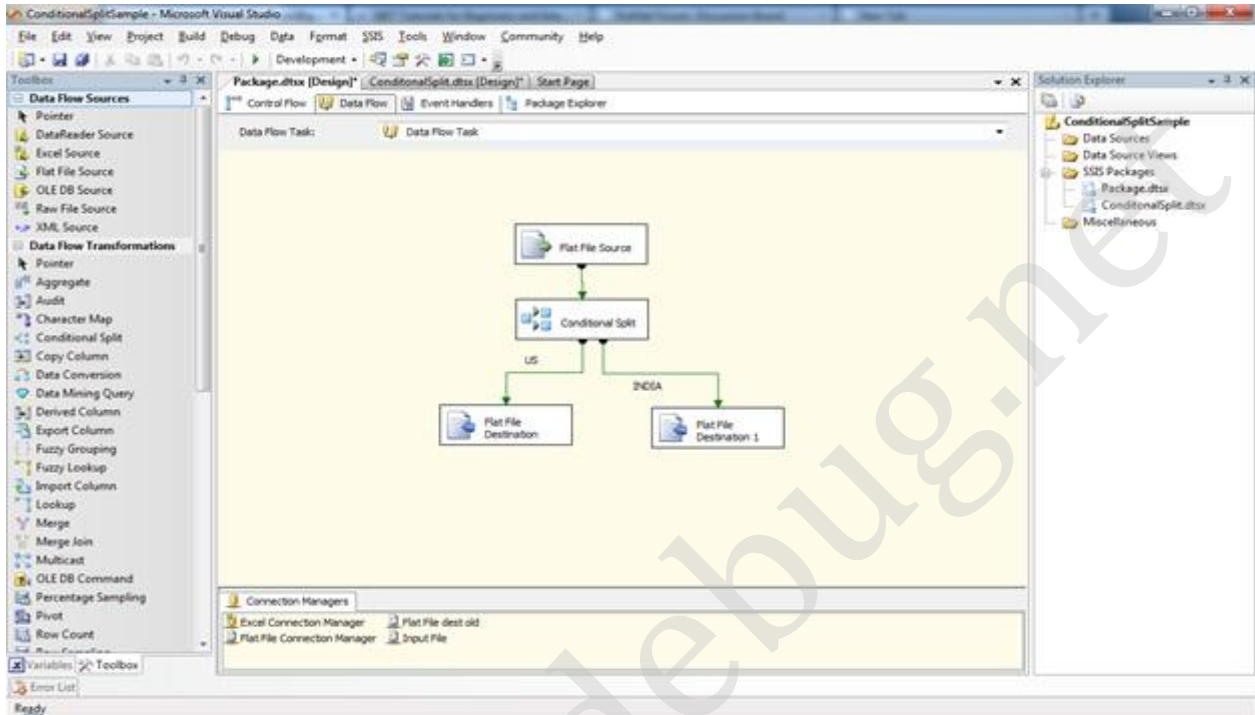 ConditionalSplitSample - Microsoft Visual Studio
File Edit View Project Build Debug Data Format SSIS Tools Window Community Help
Development
Toolbox
Data Flow Sources
Pointer
DataReader Source
Excel Source
Flat File Source
OLE DB Source
Raw File Source
XML Source
Data Flow Transformations
Pointer
Aggregate
Audit
Character Map
Conditional Split
Copy Column
Data Conversion
Data Mining Query
Derived Column
Export Column
Fuzzy Grouping
Fuzzy Lookup
Import Column
Lookup
Merge
Merge Join
Multicast
OLE DB Command
Percentage Sampling
Pivot
Row Count
Variables Toolbox
Error List
Ready
Package.dtsx [Design]* ConditonalSplit.dtsx [Design]* Start Page
Control Flow Data Flow Event Handlers Package Explorer
Data Flow Task: Data Flow Task
Flat File Source
Conditional Split
US
INDIA
Flat File
Destination
Flat File
Destination 1
Connection Managers
Excel Connection Manager Flat File dest old
Flat File Connection Manager Input File
Solution Explorer
ConditionalSplitSample
Data Sources
Data Source Views
SSIS Packages
Package.dtsx
ConditonalSplit.dtsx
Miscellaneous
debug.net